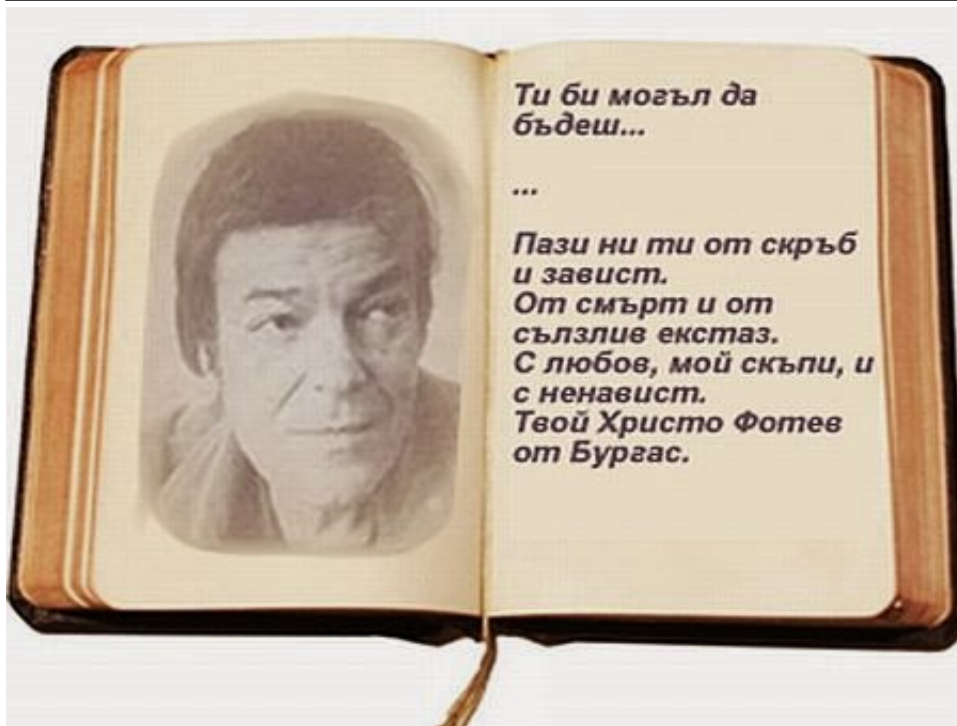 Ти би могъл да
бъдеш...
...
Пази ни ти от скръб
и завист.
От смърт и от
сълзлив екстаз.
С любов, мой скъпи, и
с ненавист.
Твой Христо Фотев
от Бургас.